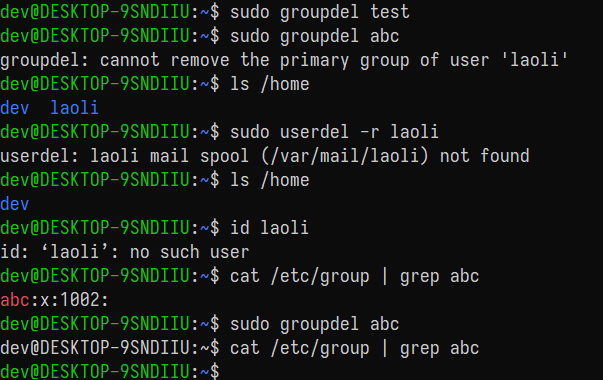 dev@DESKTOP-9SNDIIU:~$ sudo groupdel test
dev@DESKTOP-9SNDIIU:~$ sudo groupdel abc
groupdel: cannot remove the primary group of user 'laoli'
dev@DESKTOP-9SNDIIU:~$ ls /home
dev  laoli
dev@DESKTOP-9SNDIIU:~$ sudo userdel -r laoli
userdel: laoli mail spool (/var/mail/laoli) not found
dev@DESKTOP-9SNDIIU:~$ ls /home
dev
dev@DESKTOP-9SNDIIU:~$ id laoli
id: ‘laoli’: no such user
dev@DESKTOP-9SNDIIU:~$ cat /etc/group | grep abc
abc:x:1002:
dev@DESKTOP-9SNDIIU:~$ sudo groupdel abc
dev@DESKTOP-9SNDIIU:~$ cat /etc/group | grep abc
dev@DESKTOP-9SNDIIU:~$